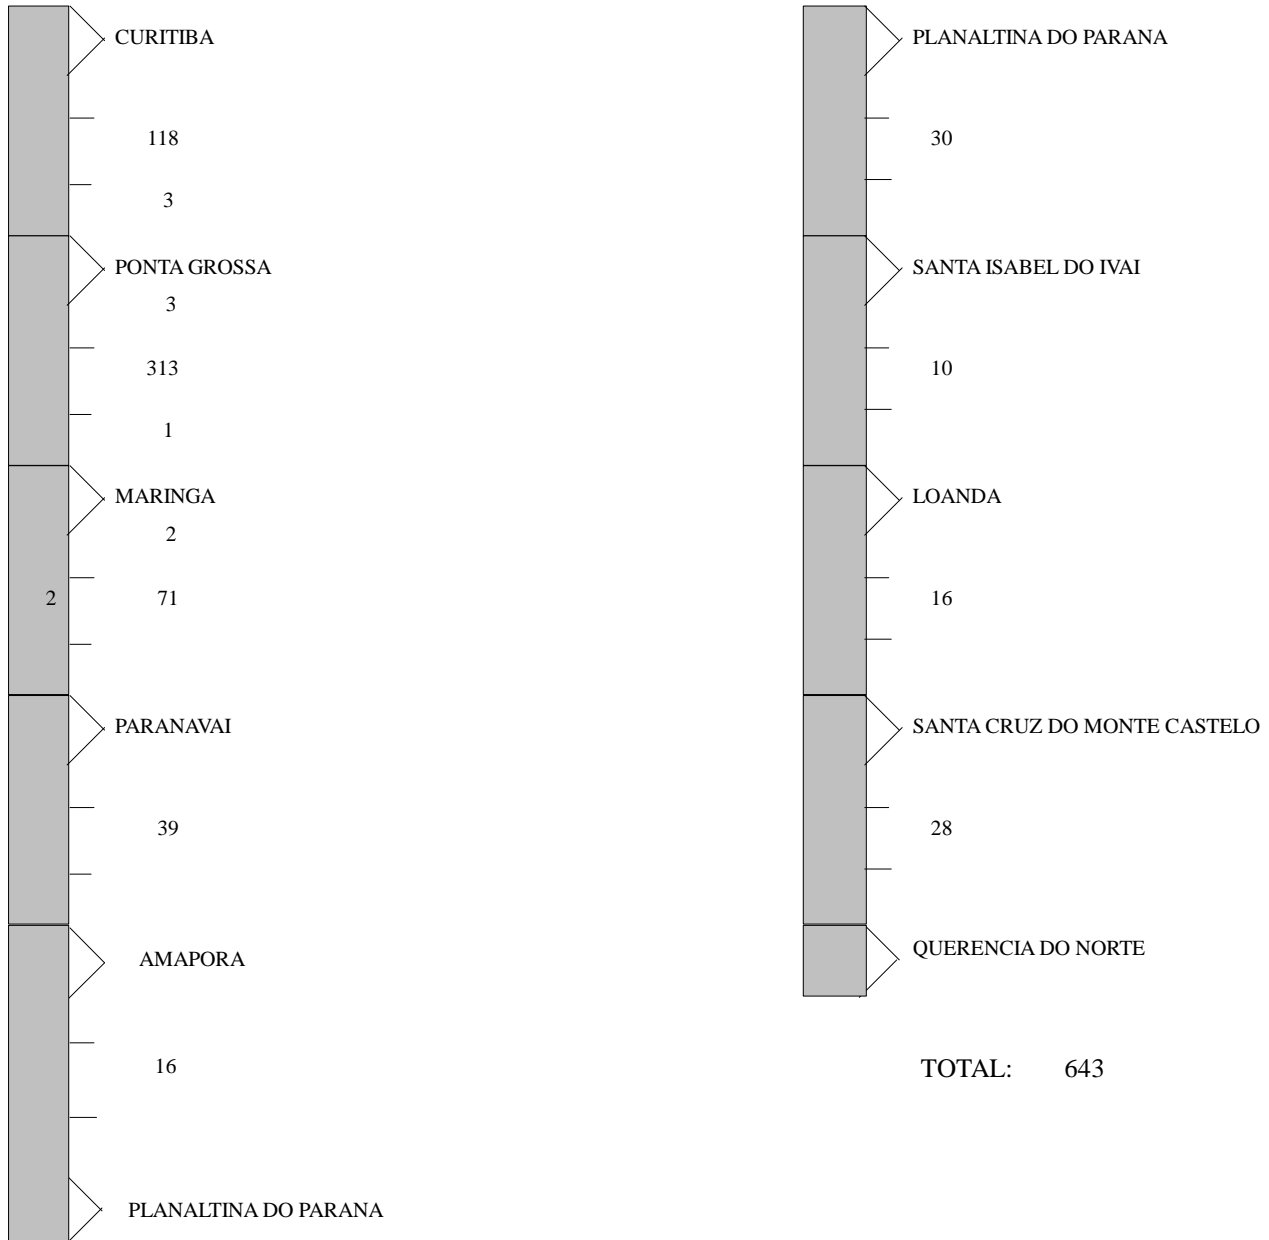 CURITIBA
118
3
PONTA GROSSA
3
313
1
MARINGA
2
2 71
PARANAVAI
39
AMAPORA
16
PLANALTINA DO PARANA
PLANALTINA DO PARANA
30
SANTA ISABEL DO IVAI
10
LOANDA
16
SANTA CRUZ DO MONTE CASTELO
28
QUERENCIA DO NORTE
TOTAL: 643